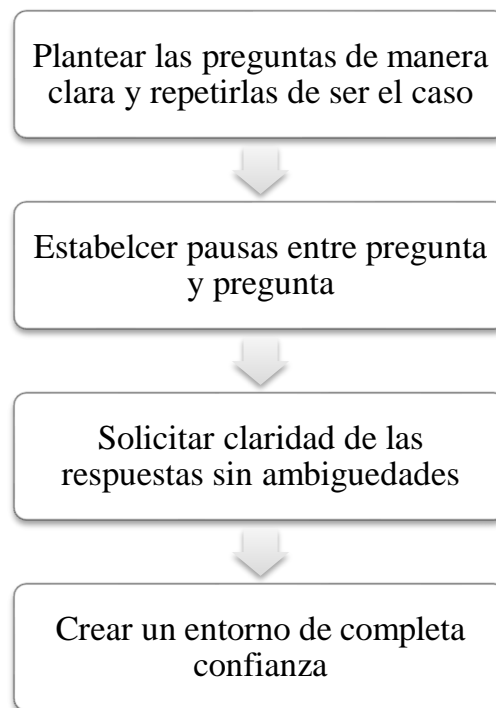 Plantear las preguntas de manera
clara y repetirlas de ser el caso
Estabelcer pausas entre pregunta
y pregunta
Solicitar claridad de las
respuestas sin ambiguedades
Crear un entorno de completa
confianza